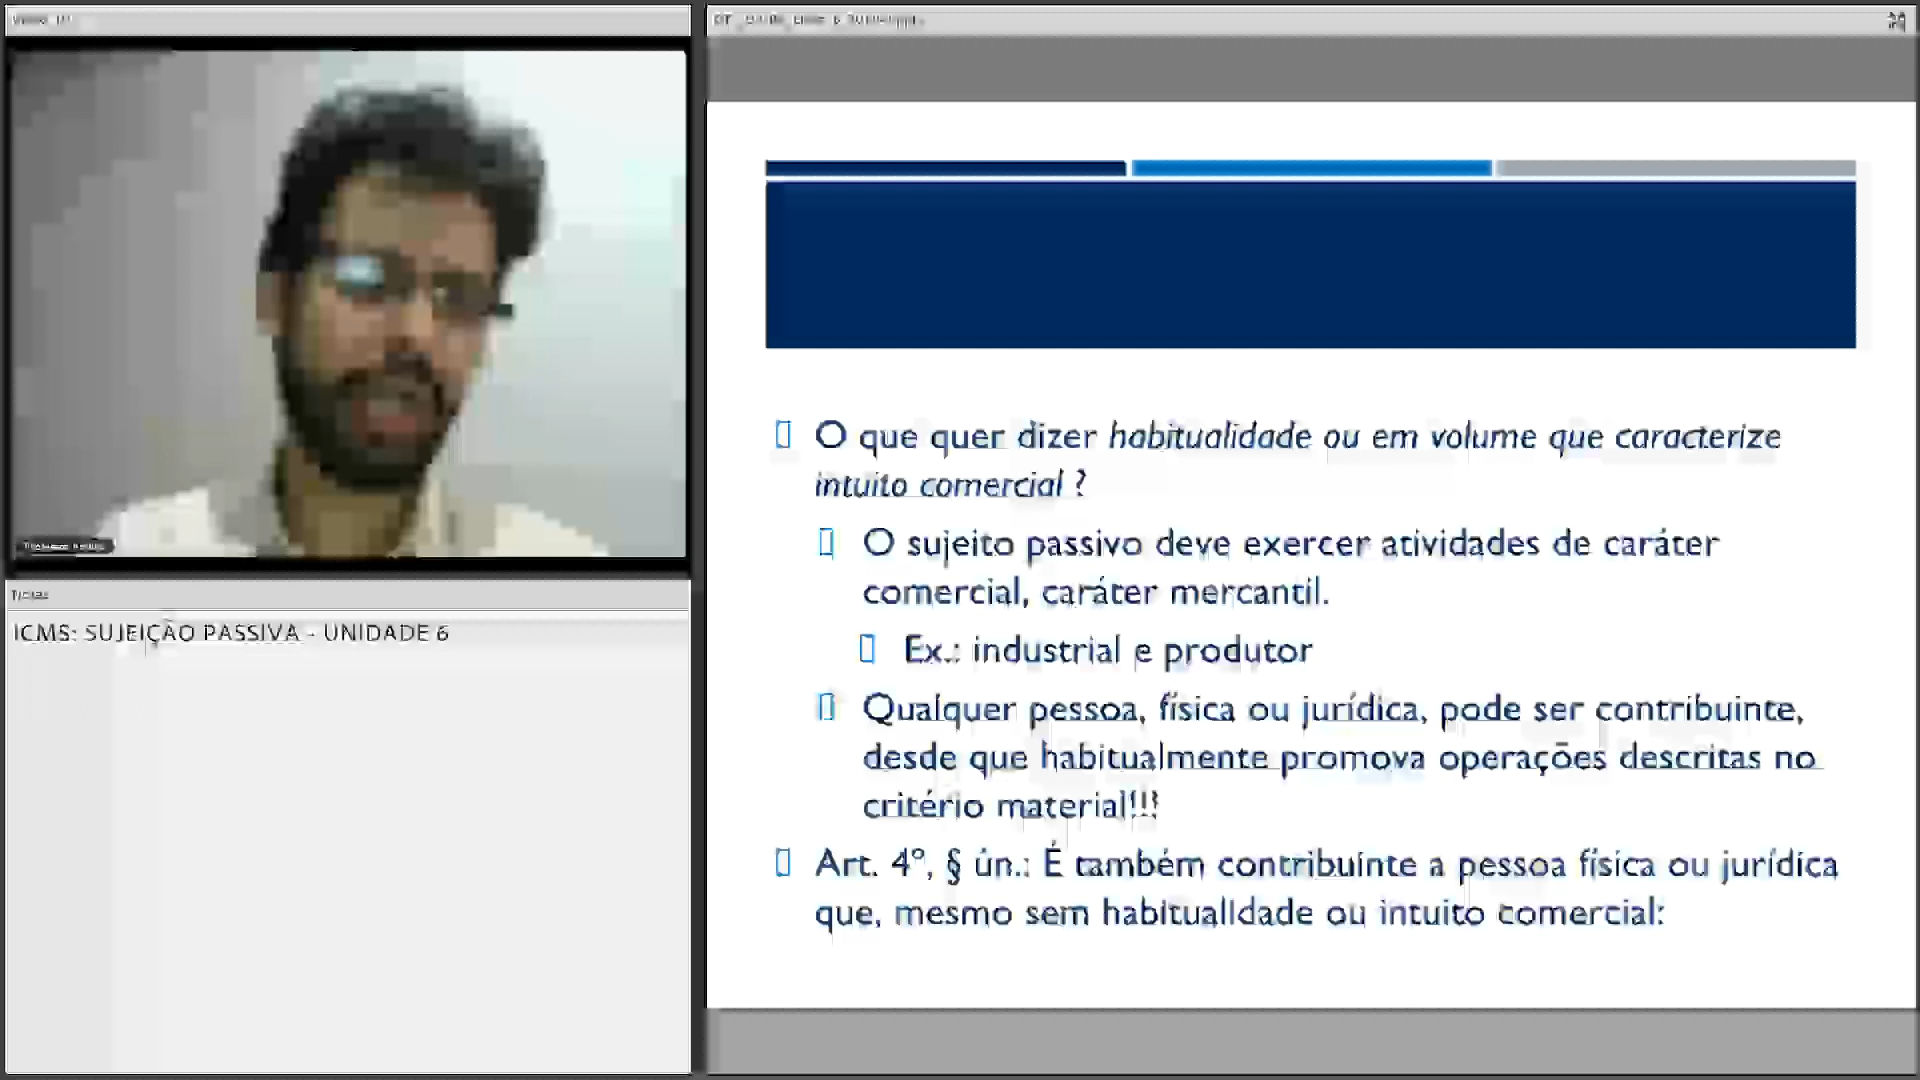 ICMS: SUJEIÇÃO PASSIVA - UNIDADE 6
O que quer dizer habitualidade ou em volume que caracterize
intuito comercial ?
O sujeito passivo deve exercer atividades de caráter
comercial, caráter mercantil.
Ex.: industrial e produtor
Qualquer pessoa, física ou jurídica, pode ser contribuinte,
desde que habitualmente promova operações descritas no
critério material!!!
Art. 4º, § ún.: É também contribuinte a pessoa física ou jurídica
que, mesmo sem habitualidade ou intuito comercial: